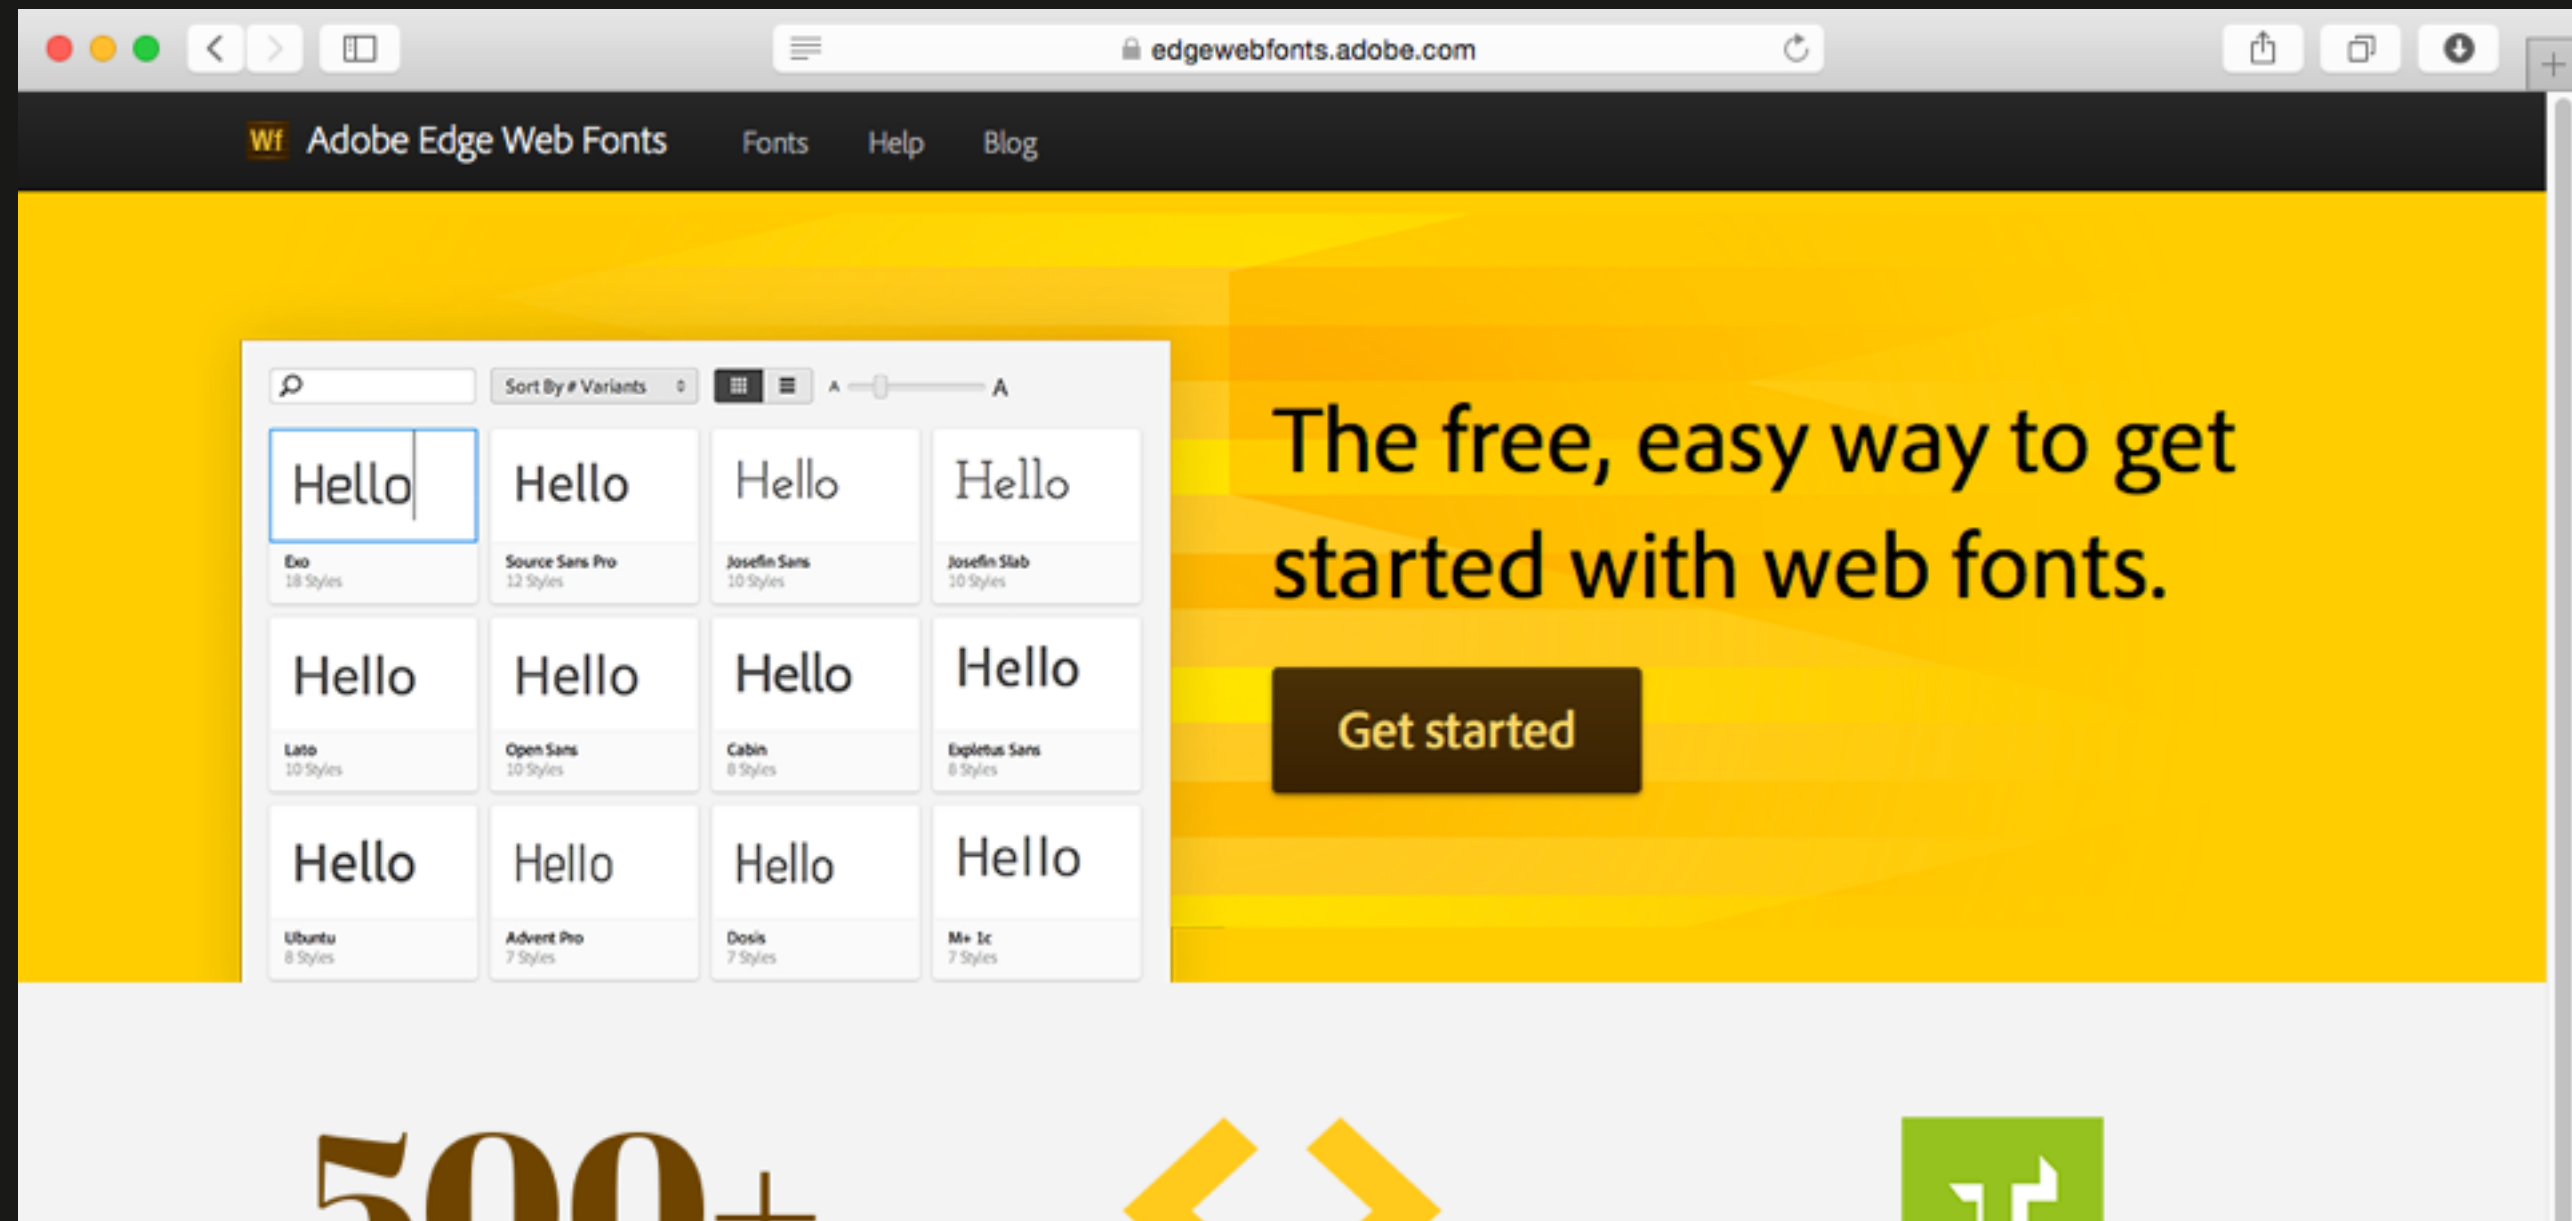 edgewebfonts.adobe.com
Wf Adobe Edge Web Fonts Fonts Help Blog
Sort By # Variants A A
Hello Hello Hello Hello
Exo Source Sans Pro Josefin Sans Josefin Slab
18 Styles 12 Styles 10 Styles 10 Styles
Hello Hello Hello Hello
Lato Open Sans Cabin Expletus Sans
10 Styles 10 Styles 8 Styles 8 Styles
Hello Hello Hello Hello
Ubuntu Advent Pro Dosis M+ 1c
8 Styles 7 Styles 7 Styles 7 Styles
The free, easy way to get
started with web fonts.
Get started
500+